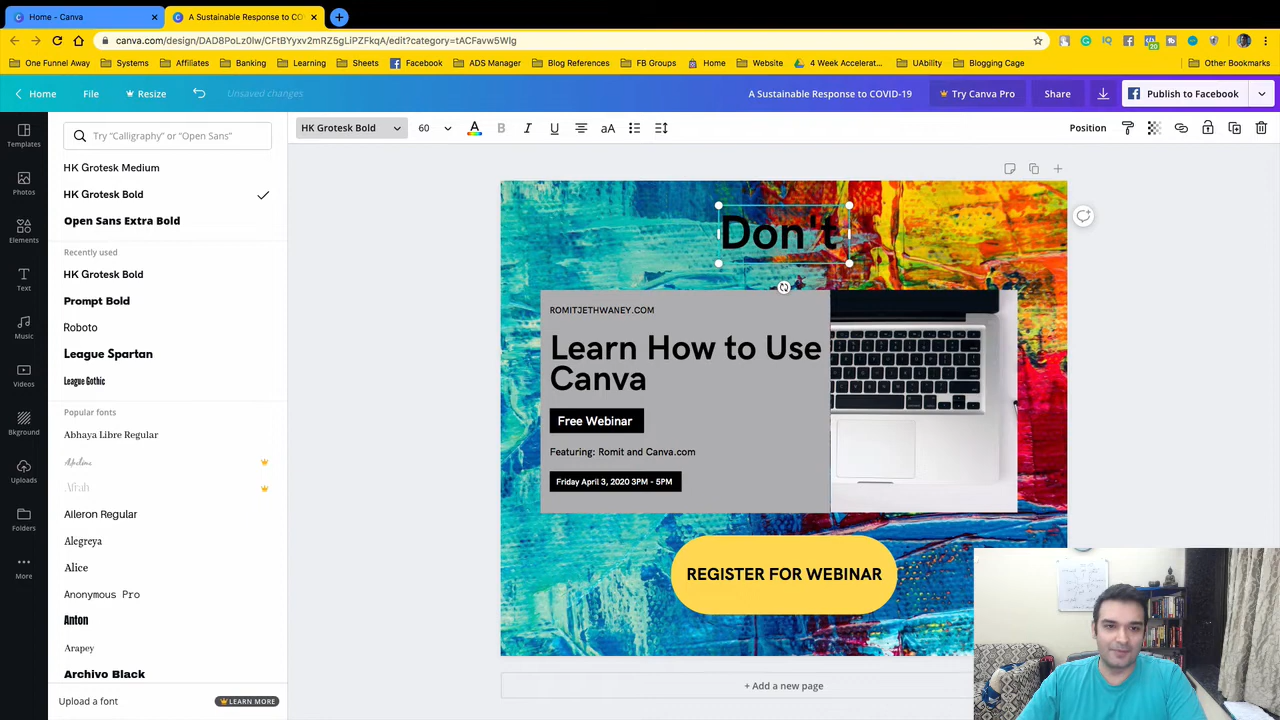 Home - Canva
A Sustainable Response to CO
canva.com/design/DAD8PoLz0lw/CFtBYyxv2mRZ5gLiPZFkqA/edit?category=tACFavw5WIg
One Funnel Away
Systems
Affiliates
Banking
Learning
Sheets
Facebook
ADS Manager
Blog References
FB Groups
Home
Website
4 Week Accelerat...
UAbility
Blogging Cage
Other Bookmarks
Home
File
Resize
Unsaved changes
A Sustainable Response to COVID-19
Try Canva Pro
Share
Publish to Facebook
Templates
Photos
Elements
Text
Music
Videos
Bkground
Uploads
Folders
More
Try "Calligraphy" or "Open Sans"
HK Grotesk Medium
HK Grotesk Bold
Open Sans Extra Bold
Recently used
HK Grotesk Bold
Prompt Bold
Roboto
League Spartan
League Gothic
Popular fonts
Abhaya Libre Regular
Afrah
Aileron Regular
Alegreya
Alice
Anonymous Pro
Anton
Arapey
Archivo Black
Upload a font
LEARN MORE
HK Grotesk Bold
60
A
B
I
U
aA
Position
Don't
ROMITJETHWANEY.COM
Learn How to Use
Canva
Free Webinar
Featuring: Romit and Canva.com
Friday April 3, 2020 3PM - 5PM
REGISTER FOR WEBINAR
+ Add a new page